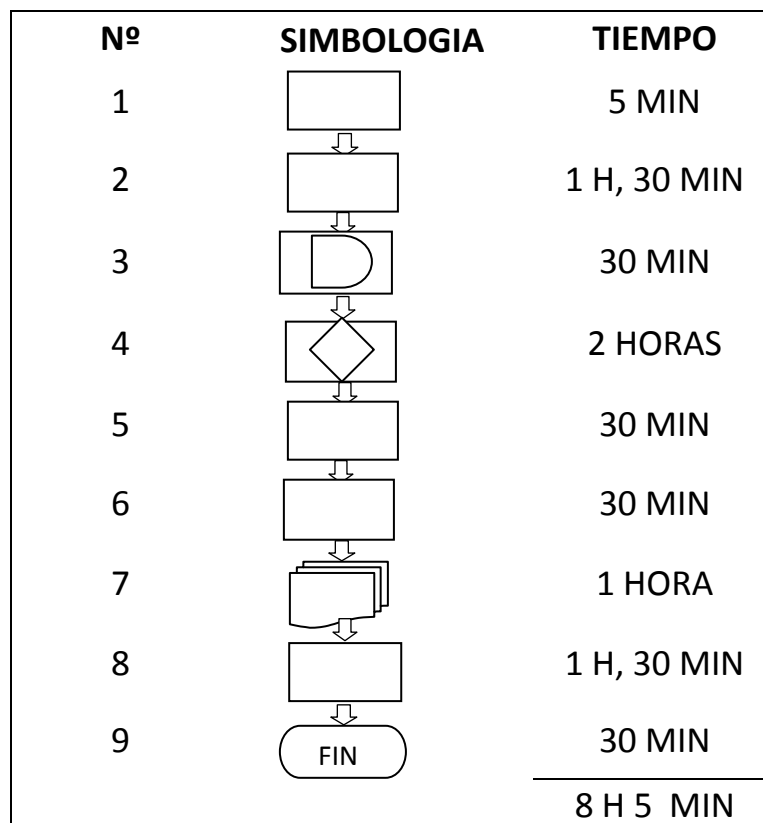 Nº SIMBOLOGIA TIEMPO
1 5 MIN
2 1 H, 30 MIN
3 30 MIN
4 2 HORAS
5 30 MIN
6 30 MIN
7 1 HORA
8 1 H, 30 MIN
9 FIN 30 MIN
8 H 5 MIN